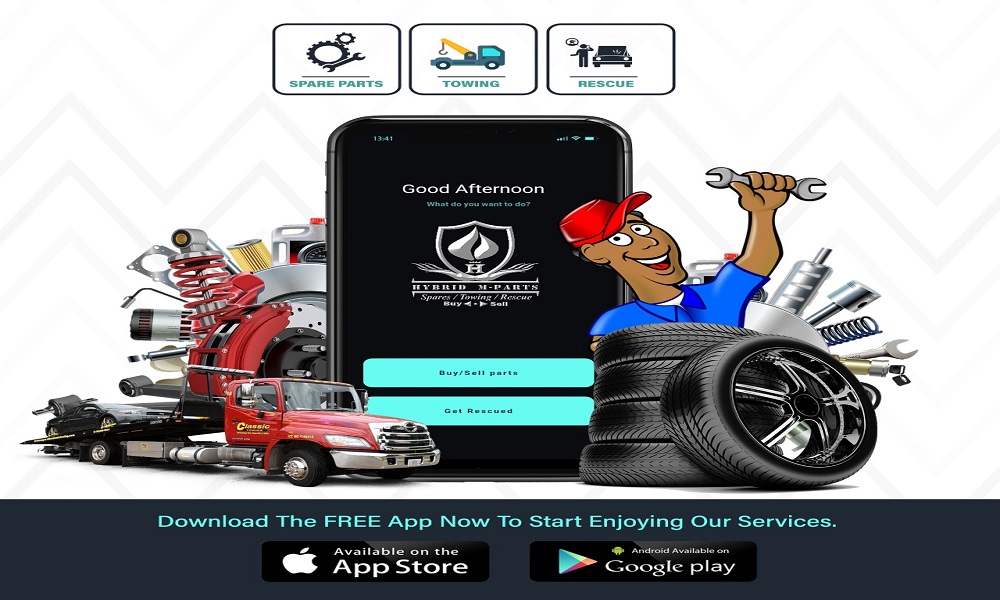 SPARE PARTS
TOWING
RESCUE
13:41
Good Afternoon
What do you want to do?
H
HYBRID M-PARTS
Spares / Towing / Rescue
Buy Sell
Buy/Sell parts
Get Rescued
Classic
Download The FREE App Now To Start Enjoying Our Services.
Available on the
App Store
Android Available on
Google play